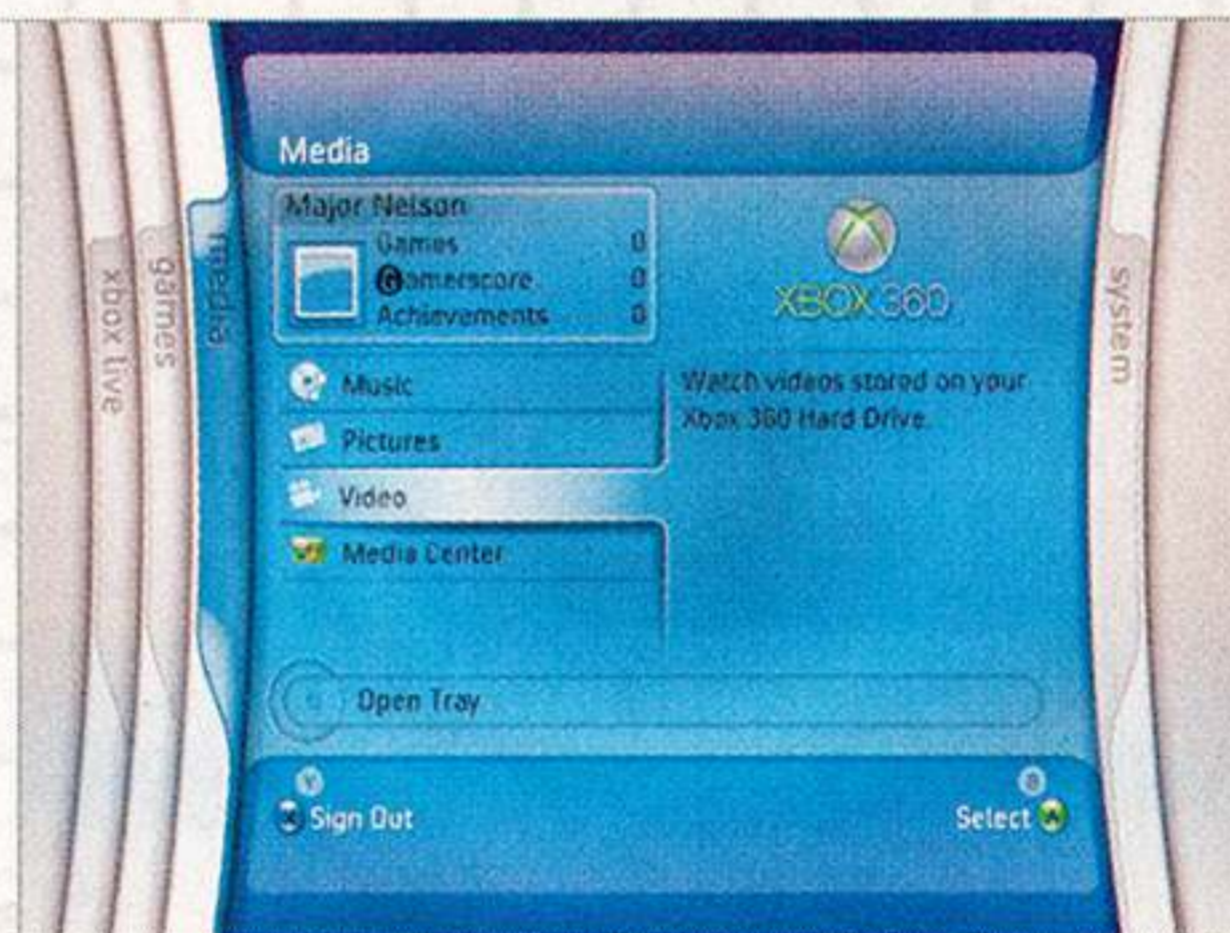 Media
Major Nelson
Games 0
Gamerscore 0
Achievements 0
XBOX 360
Music
Pictures
Video
Media Center
Watch videos stored on your
Xbox 360 Hard Drive.
Open Tray
Y
X Sign Out
B
Select A
xbox live
games
media
system